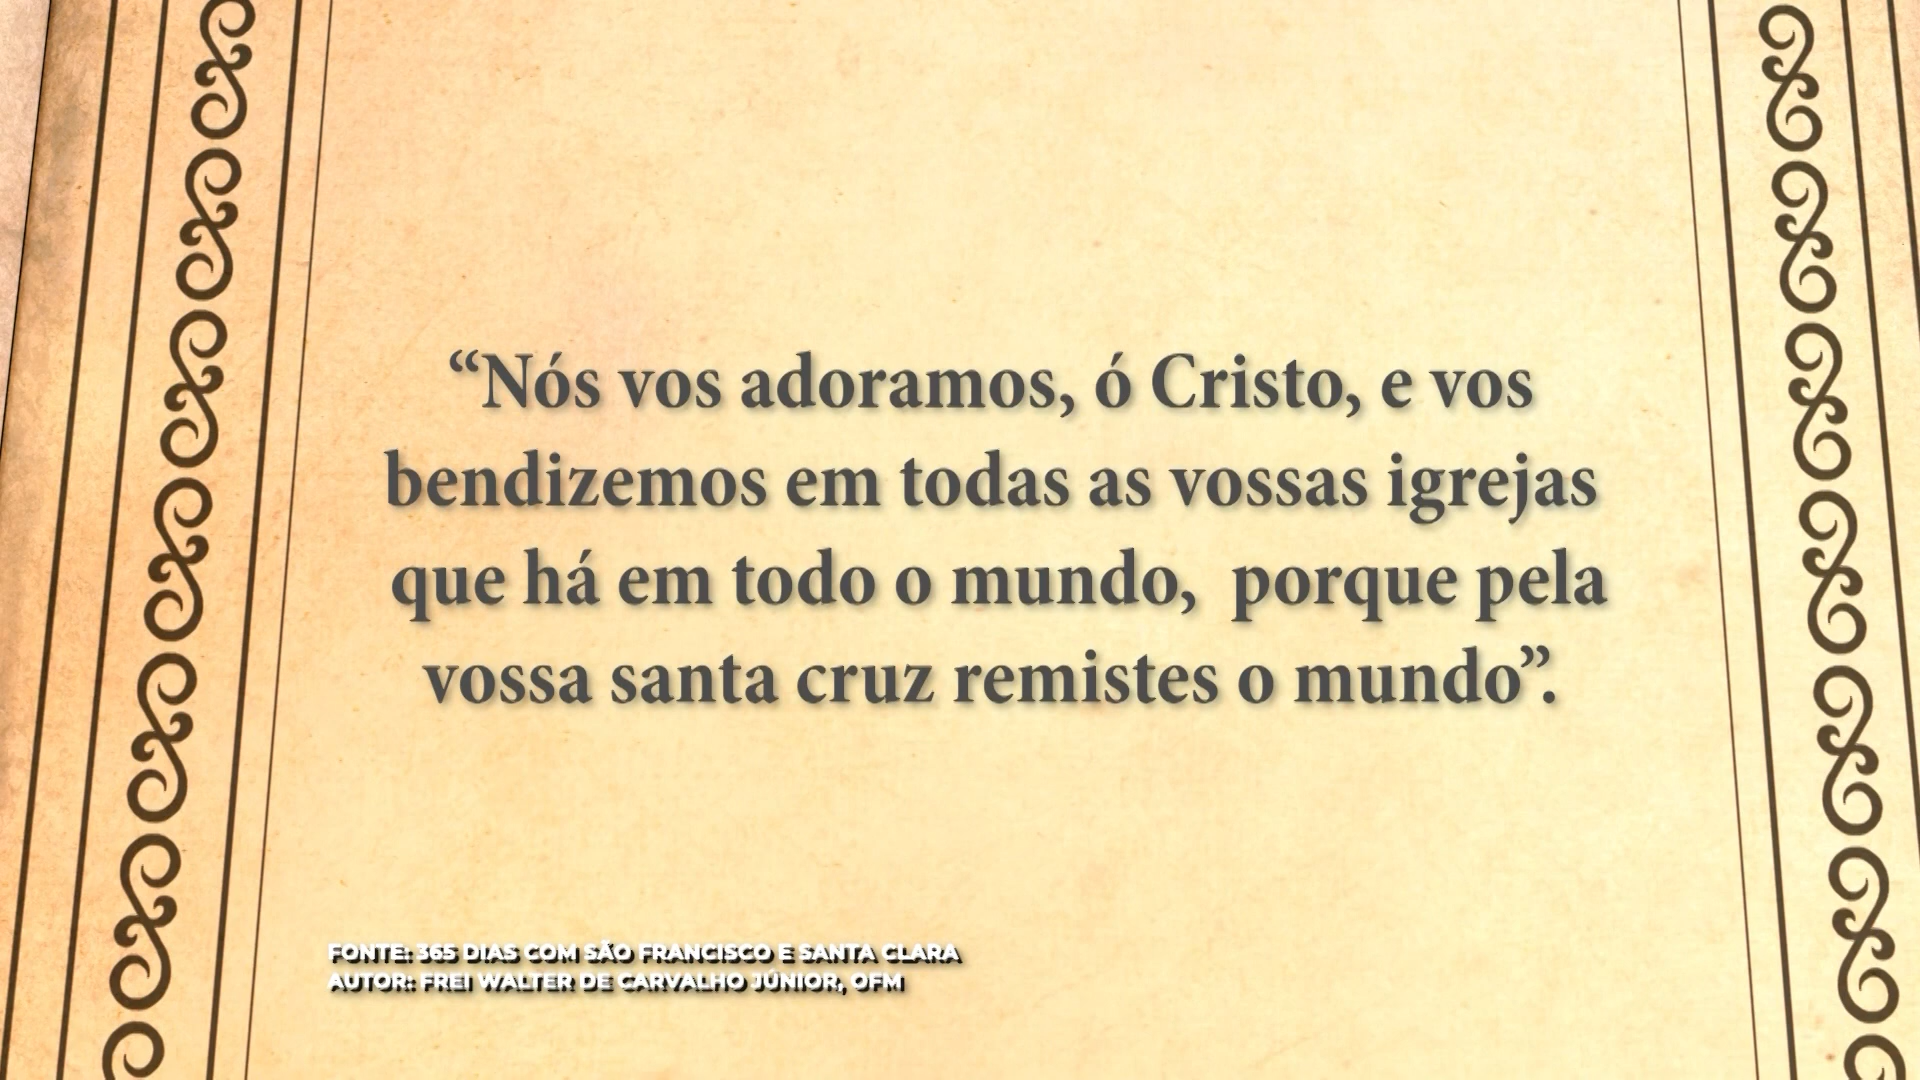 “Nós vos adoramos, ó Cristo, e vos
bendizemos em todas as vossas igrejas
que há em todo o mundo,  porque pela
vossa santa cruz remistes o mundo”.
FONTE: 365 DIAS COM SÃO FRANCISCO E SANTA CLARA
AUTOR: FREI WALTER DE CARVALHO JÚNIOR, OFM